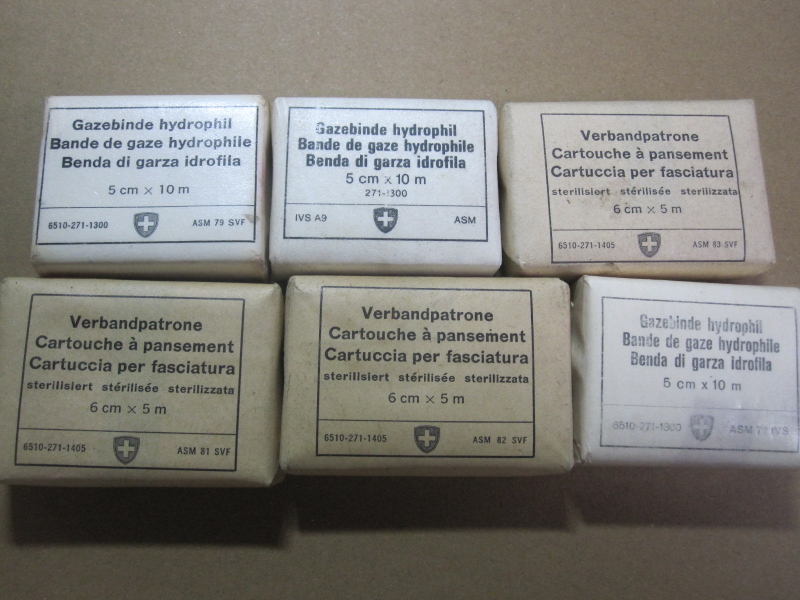 Gazebinde hydrophil
Bande de gaze hydrophile
Benda di garza idrofila
5 cm × 10 m
6510-271-1300 ASM 79 SVF
Gazebinde hydrophil
Bande de gaze hydrophile
Benda di garza idrofila
5 cm × 10 m
271-1300
IVS A9 ASM
Verbandpatrone
Cartouche à pansement
Cartuccia per fasciatura
sterilisiert stérilisée sterilizzata
6 cm × 5 m
6510-271-1405 ASM 83 SVF
Verbandpatrone
Cartouche à pansement
Cartuccia per fasciatura
sterilisiert stérilisée sterilizzata
6 cm × 5 m
6510-271-1405 ASM 81 SVF
Verbandpatrone
Cartouche à pansement
Cartuccia per fasciatura
sterilisiert stérilisée sterilizzata
6 cm × 5 m
6510-271-1405 ASM 82 SVF
Gazebinde hydrophil
Bande de gaze hydrophile
Benda di garza idrofila
5 cm x 10 m
6510-271-1300 ASM IVS